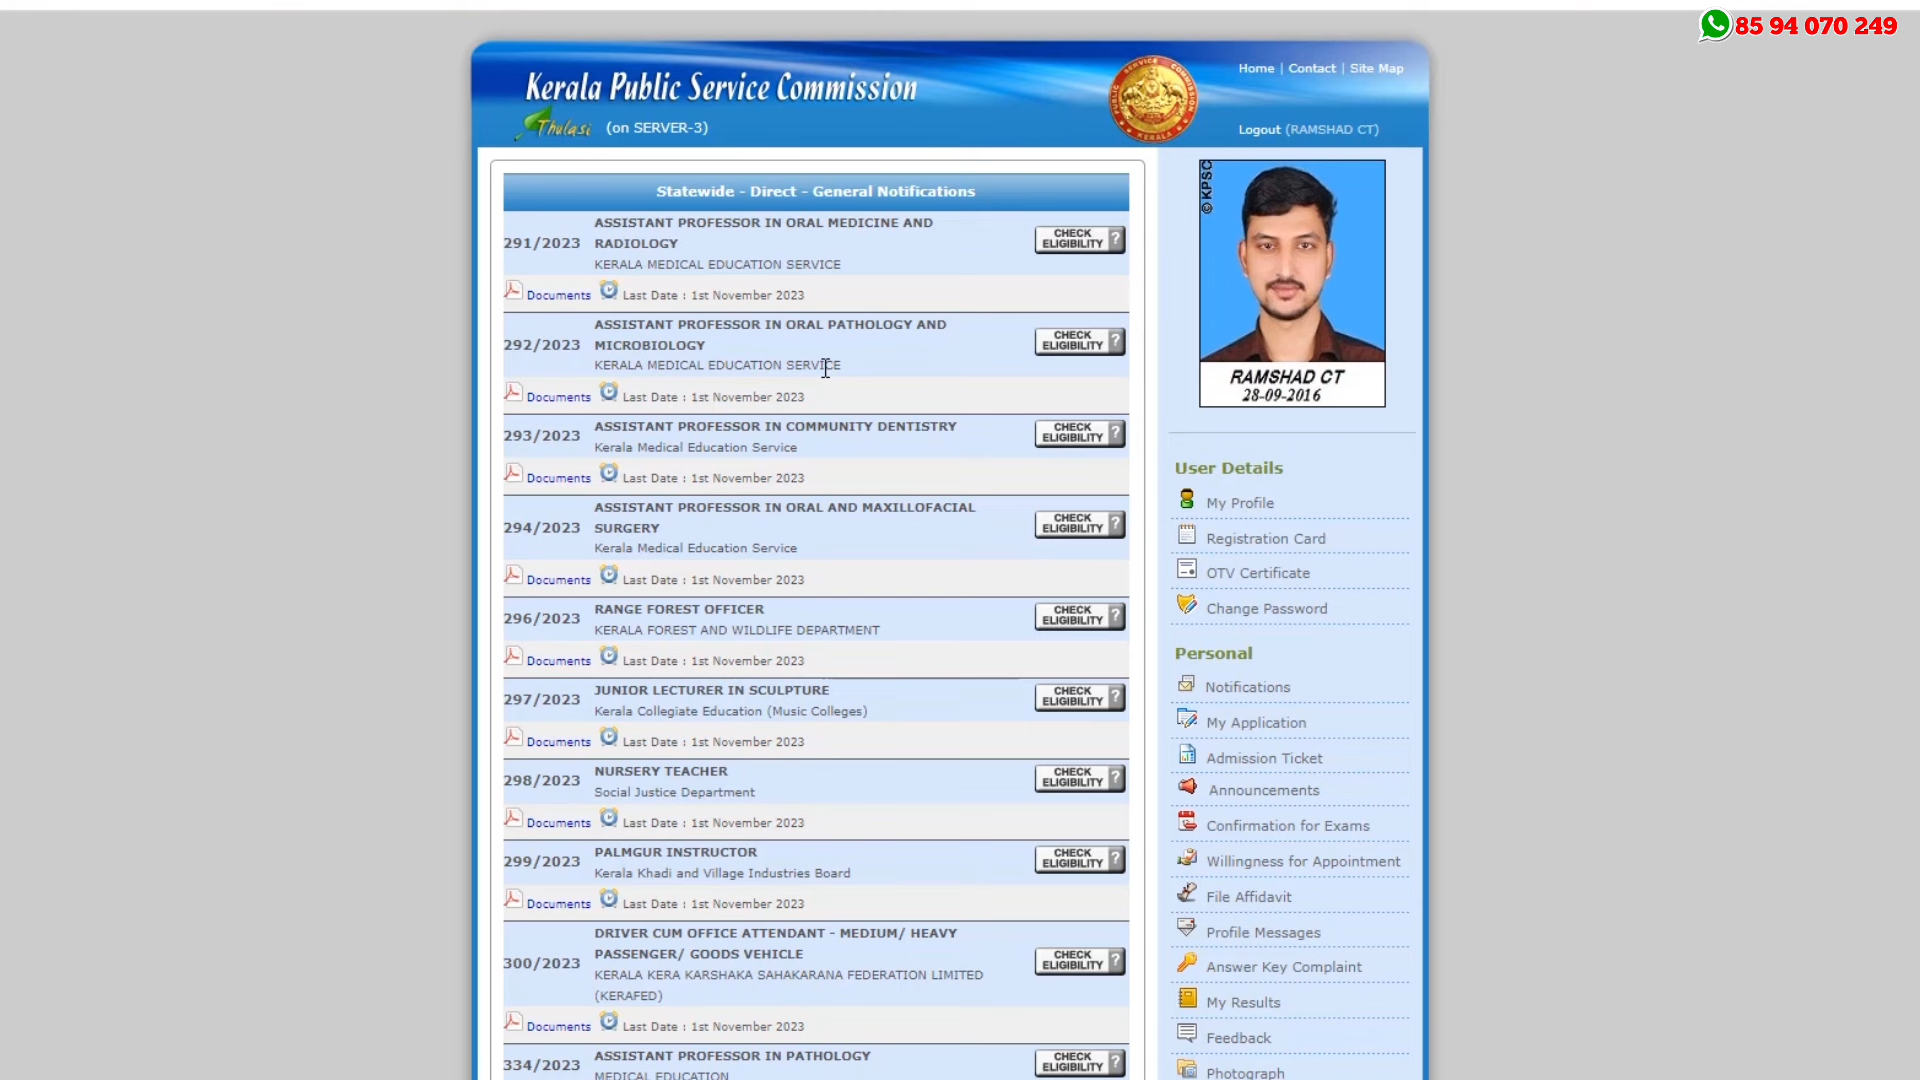 85 94 070 249
Kerala Public Service Commission
Home | Contact | Site Map
Thulasi (on SERVER-3)
Logout (RAMSHAD CT)
Statewide - Direct - General Notifications
291/2023
ASSISTANT PROFESSOR IN ORAL MEDICINE AND
RADIOLOGY
KERALA MEDICAL EDUCATION SERVICE
CHECK
ELIGIBILITY ?
Documents Last Date : 1st November 2023
292/2023
ASSISTANT PROFESSOR IN ORAL PATHOLOGY AND
MICROBIOLOGY
KERALA MEDICAL EDUCATION SERVICE
CHECK
ELIGIBILITY ?
Documents Last Date : 1st November 2023
293/2023
ASSISTANT PROFESSOR IN COMMUNITY DENTISTRY
Kerala Medical Education Service
CHECK
ELIGIBILITY ?
Documents Last Date : 1st November 2023
294/2023
ASSISTANT PROFESSOR IN ORAL AND MAXILLOFACIAL
SURGERY
Kerala Medical Education Service
CHECK
ELIGIBILITY ?
Documents Last Date : 1st November 2023
296/2023
RANGE FOREST OFFICER
KERALA FOREST AND WILDLIFE DEPARTMENT
CHECK
ELIGIBILITY ?
Documents Last Date : 1st November 2023
297/2023
JUNIOR LECTURER IN SCULPTURE
Kerala Collegiate Education (Music Colleges)
CHECK
ELIGIBILITY ?
Documents Last Date : 1st November 2023
298/2023
NURSERY TEACHER
Social Justice Department
CHECK
ELIGIBILITY ?
Documents Last Date : 1st November 2023
299/2023
PALMGUR INSTRUCTOR
Kerala Khadi and Village Industries Board
CHECK
ELIGIBILITY ?
Documents Last Date : 1st November 2023
300/2023
DRIVER CUM OFFICE ATTENDANT - MEDIUM/ HEAVY
PASSENGER/ GOODS VEHICLE
KERALA KERA KARSHAKA SAHAKARANA FEDERATION LIMITED
(KERAFED)
CHECK
ELIGIBILITY ?
Documents Last Date : 1st November 2023
334/2023
ASSISTANT PROFESSOR IN PATHOLOGY
MEDICAL EDUCATION
CHECK
ELIGIBILITY ?
© KPSC
RAMSHAD CT
28-09-2016
User Details
My Profile
Registration Card
OTV Certificate
Change Password
Personal
Notifications
My Application
Admission Ticket
Announcements
Confirmation for Exams
Willingness for Appointment
File Affidavit
Profile Messages
Answer Key Complaint
My Results
Feedback
Photograph